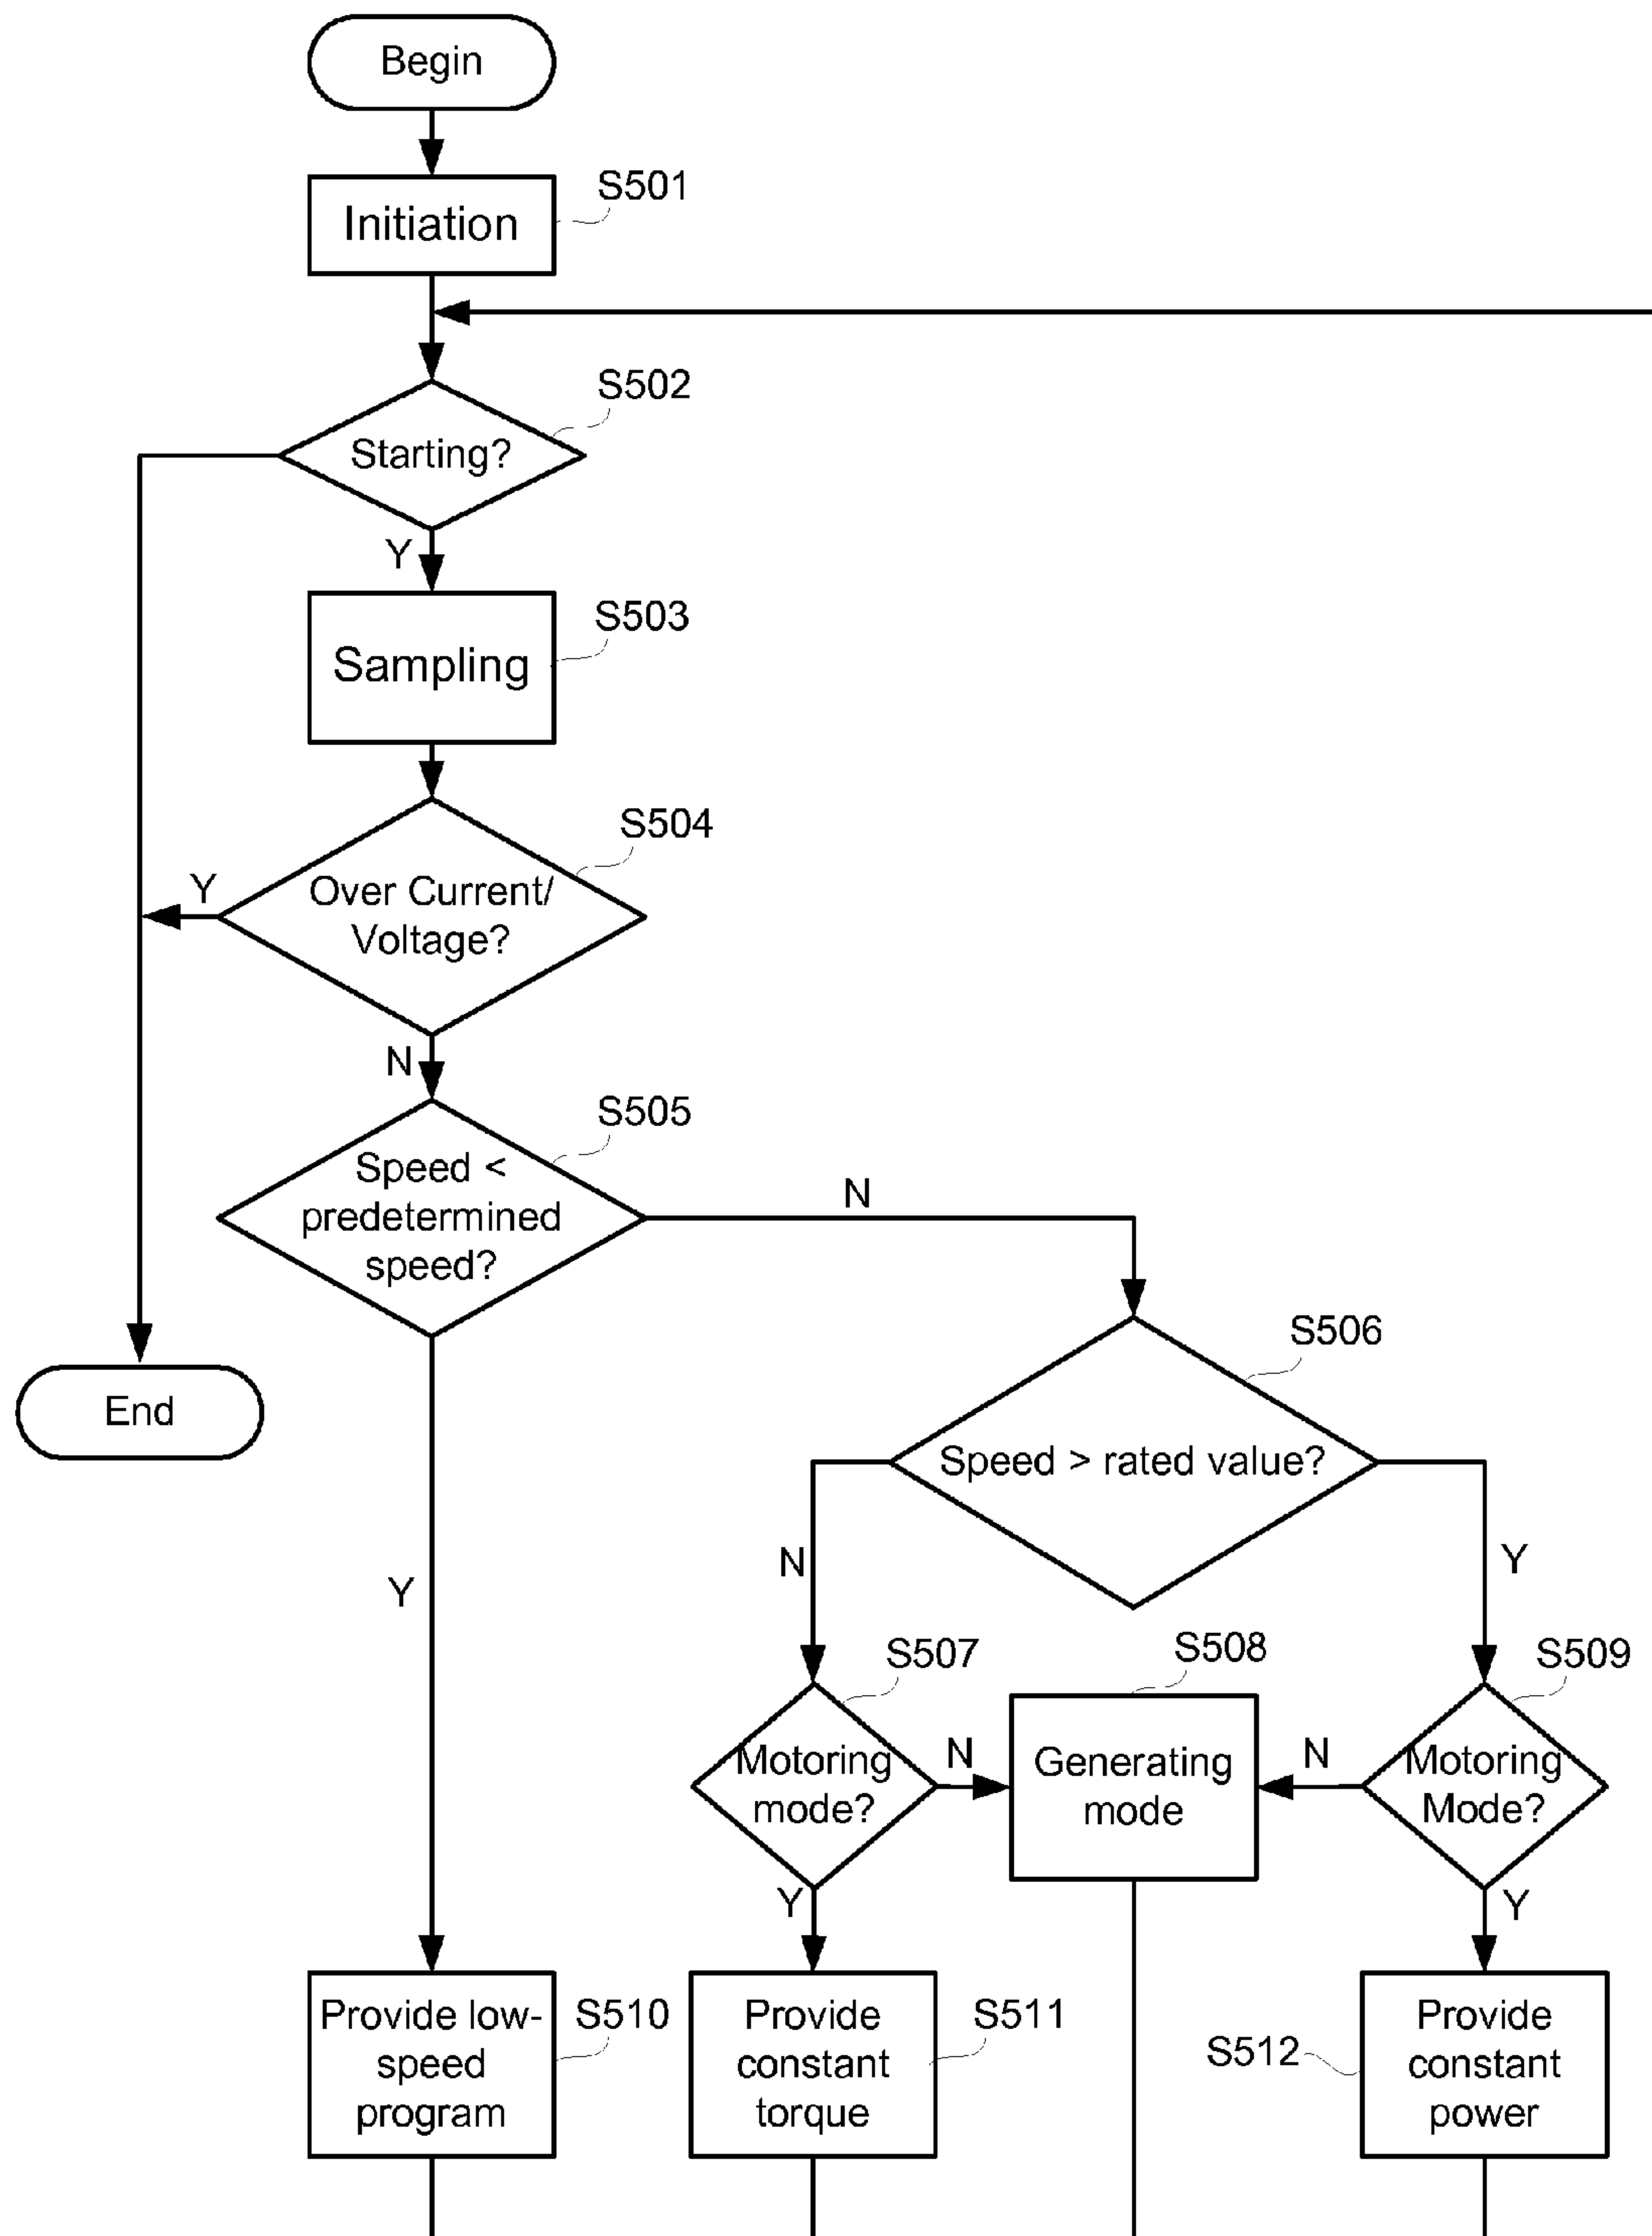 Begin
S501
Initiation
S502
Starting?
Y
S503
Sampling
S504
Y
Over Current/
Voltage?
N
S505
Speed <
predetermined
speed?
N
S506
End
Speed > rated value?
N
Y
Y
S507
S508
S509
Motoring
mode?
N
Generating
mode
N
Motoring
Mode?
Y
Y
Provide low-
speed
program
S510
Provide
constant
torque
S511
S512
Provide
constant
power